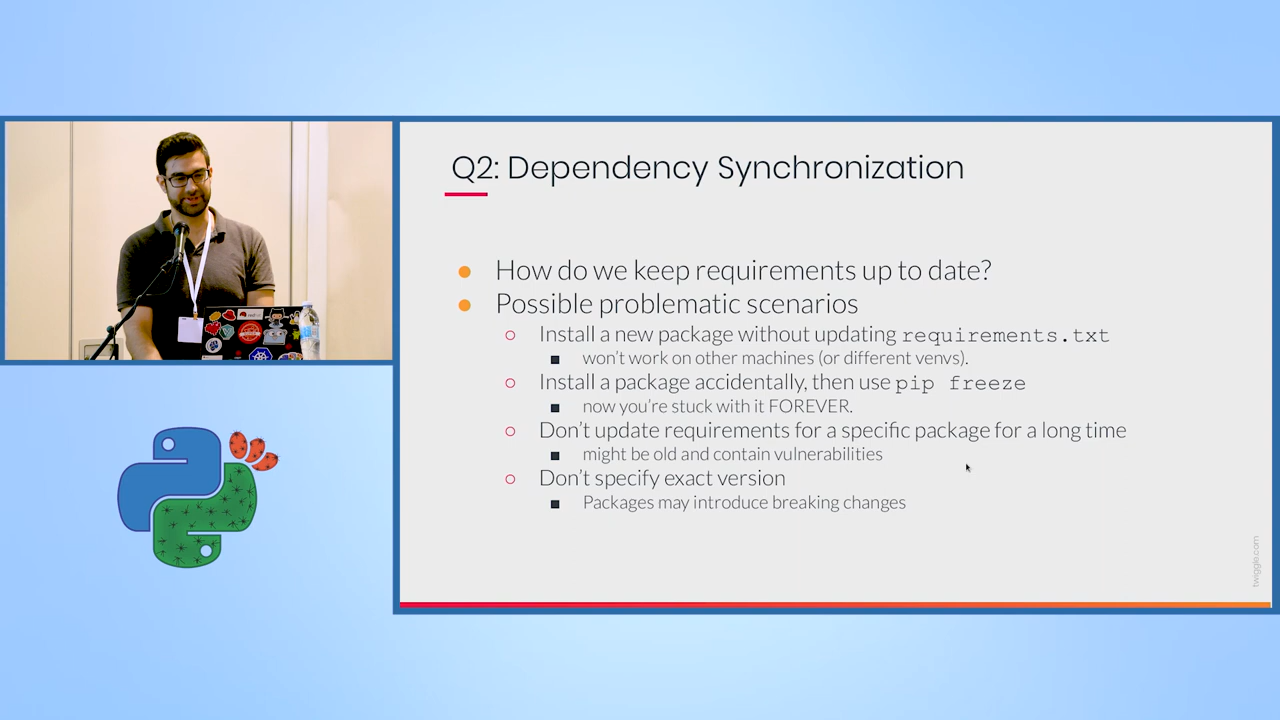 Q2: Dependency Synchronization
How do we keep requirements up to date?
Possible problematic scenarios
Install a new package without updating requirements.txt
won't work on other machines (or different venvs).
Install a package accidentally, then use pip freeze
now you're stuck with it FOREVER.
Don't update requirements for a specific package for a long time
might be old and contain vulnerabilities
Don't specify exact version
Packages may introduce breaking changes
twiggle.com